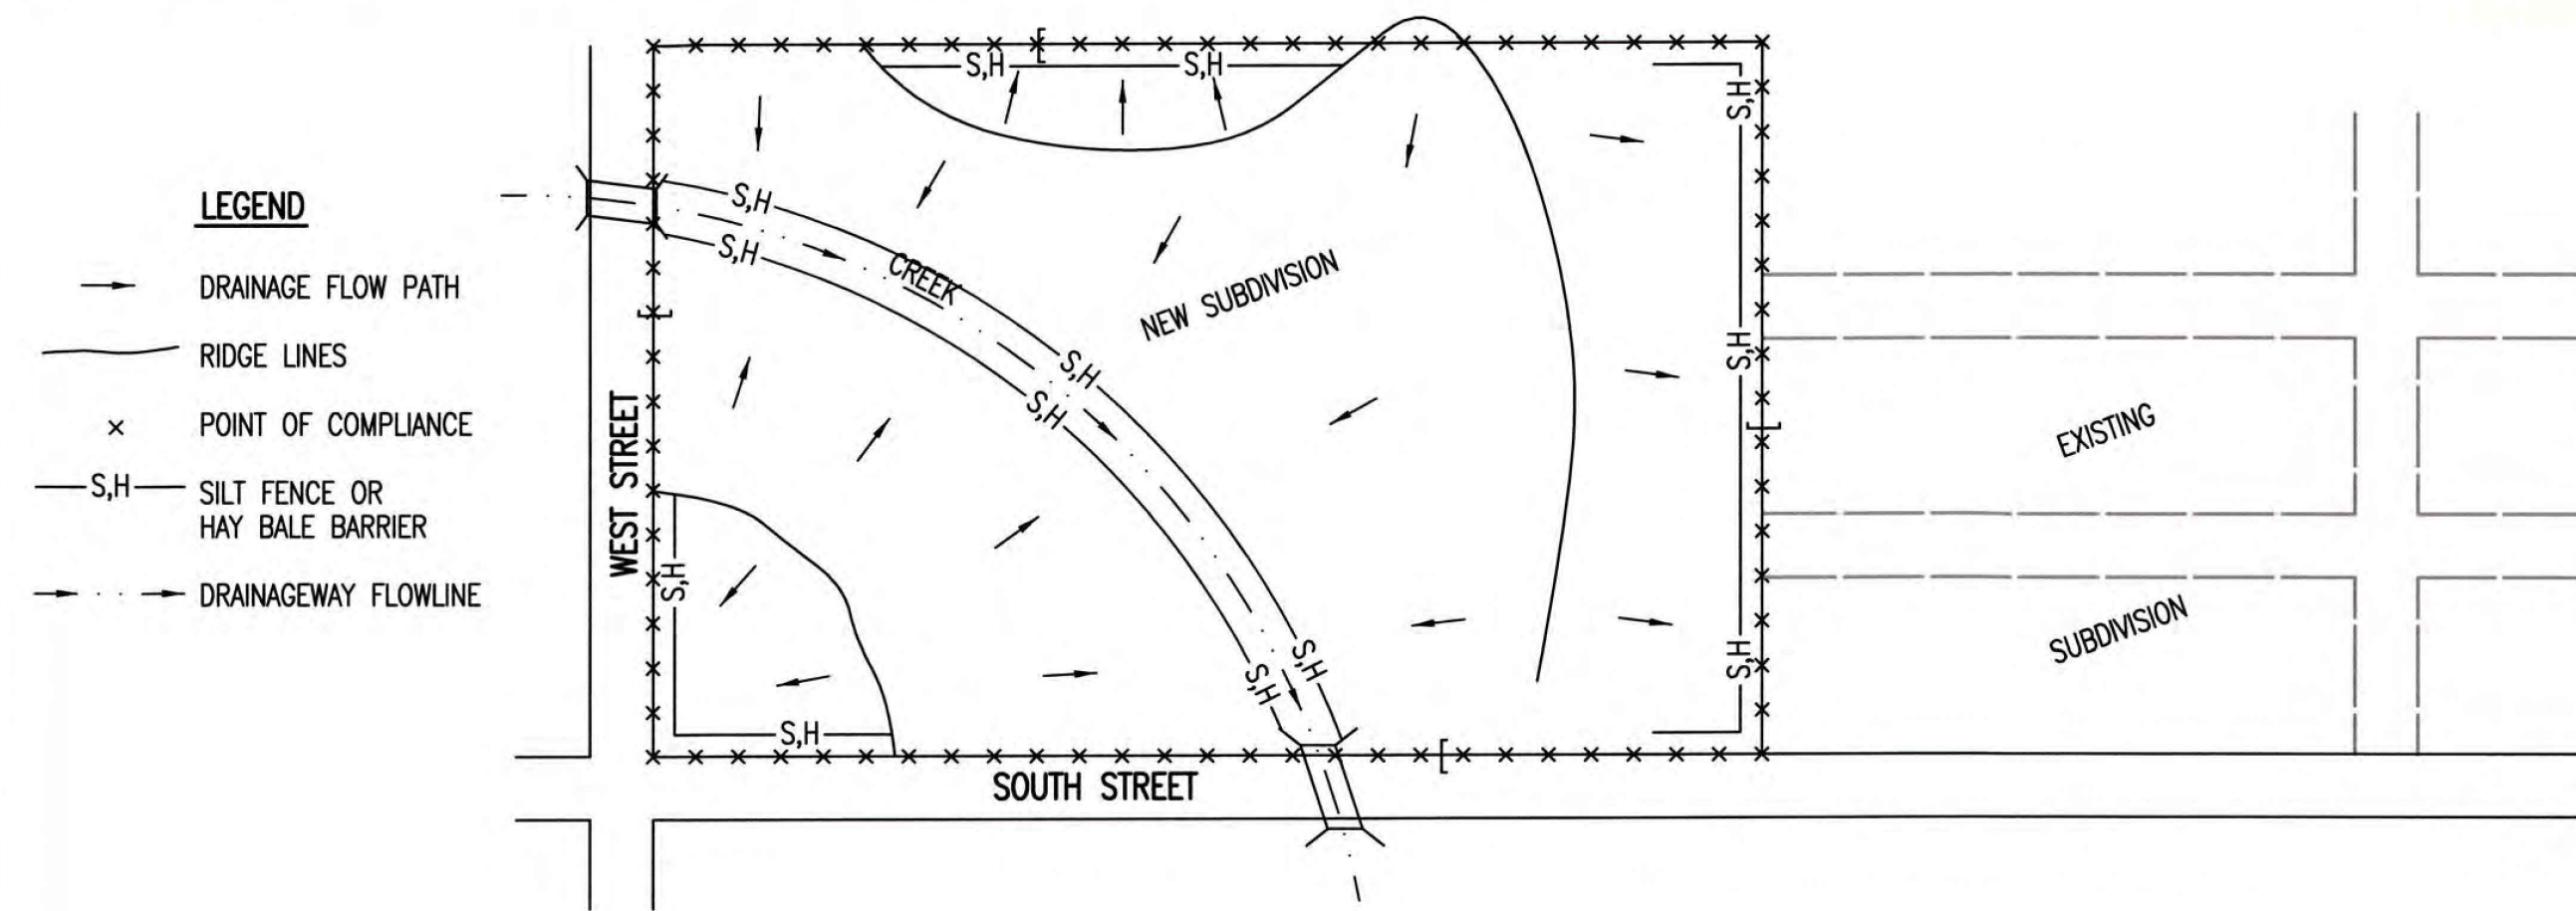 LEGEND
DRAINAGE FLOW PATH
RIDGE LINES
× POINT OF COMPLIANCE
S,H SILT FENCE OR
HAY BALE BARRIER
DRAINAGEWAY FLOWLINE
S,H
S,H
S,H
S,H
CREEK
S,H
S,H
S,H
S,H
NEW SUBDIVISION
WEST STREET
S,H
S,H
SOUTH STREET
S,H
S,H
S,H
EXISTING
SUBDIVISION